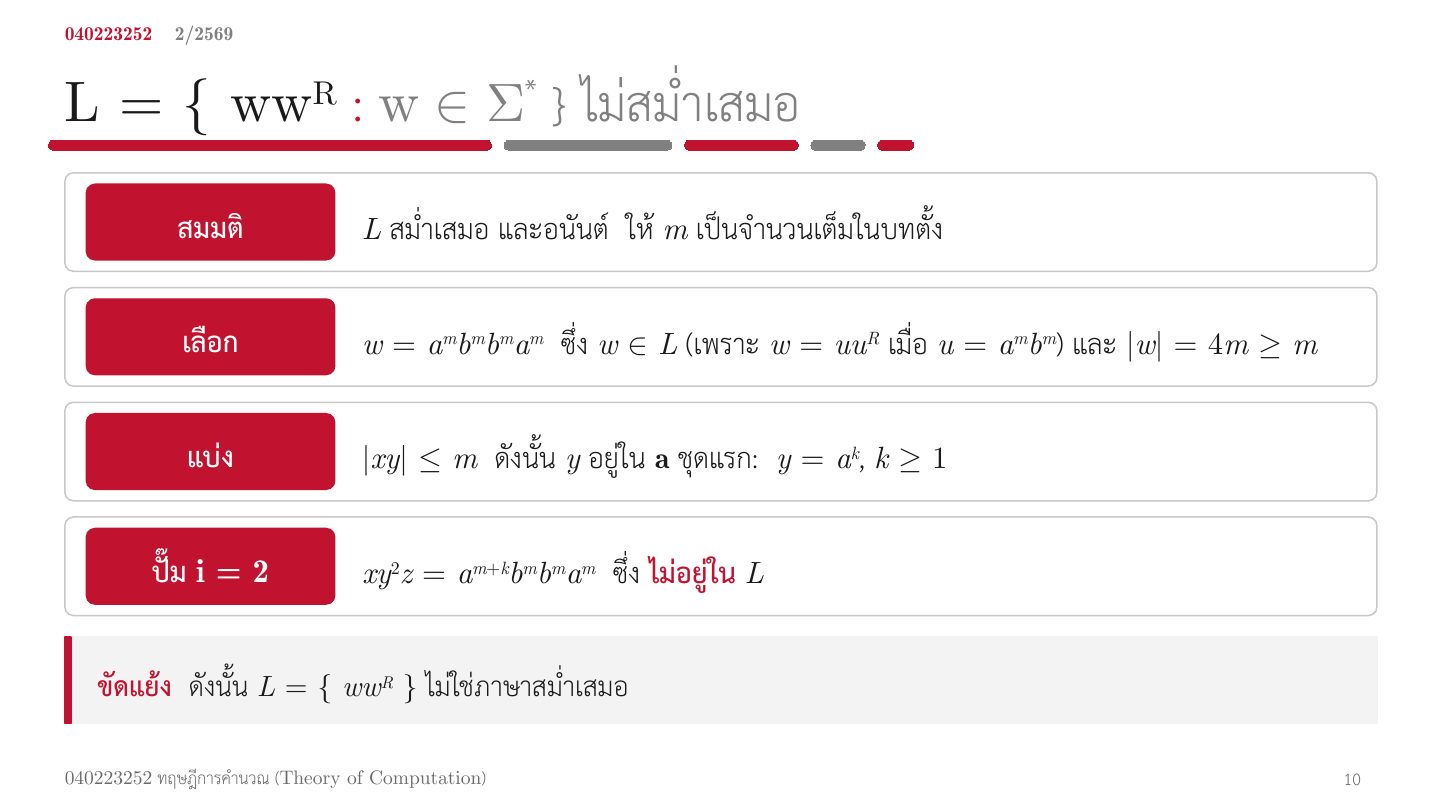 040223252 2/2569
L = { wwᴿ : w ∈ Σ* } ไม่สม่ำเสมอ
สมมติ L สม่ำเสมอ และอนันต์ ให้ m เป็นจำนวนเต็มในบทตั้ง
เลือก w = aᵐbᵐbᵐaᵐ ซึ่ง w ∈ L (เพราะ w = uuᴿ เมื่อ u = aᵐbᵐ) และ |w| = 4m ≥ m
แบ่ง |xy| ≤ m ดังนั้น y อยู่ใน a ชุดแรก: y = aᵏ, k ≥ 1
ปั๊ม i = 2 xy²z = aᵐ⁺ᵏbᵐbᵐaᵐ ซึ่ง ไม่อยู่ใน L
ขัดแย้ง ดังนั้น L = { wwᴿ } ไม่ใช่ภาษาสม่ำเสมอ
040223252 ทฤษฎีการคำนวณ (Theory of Computation) 10